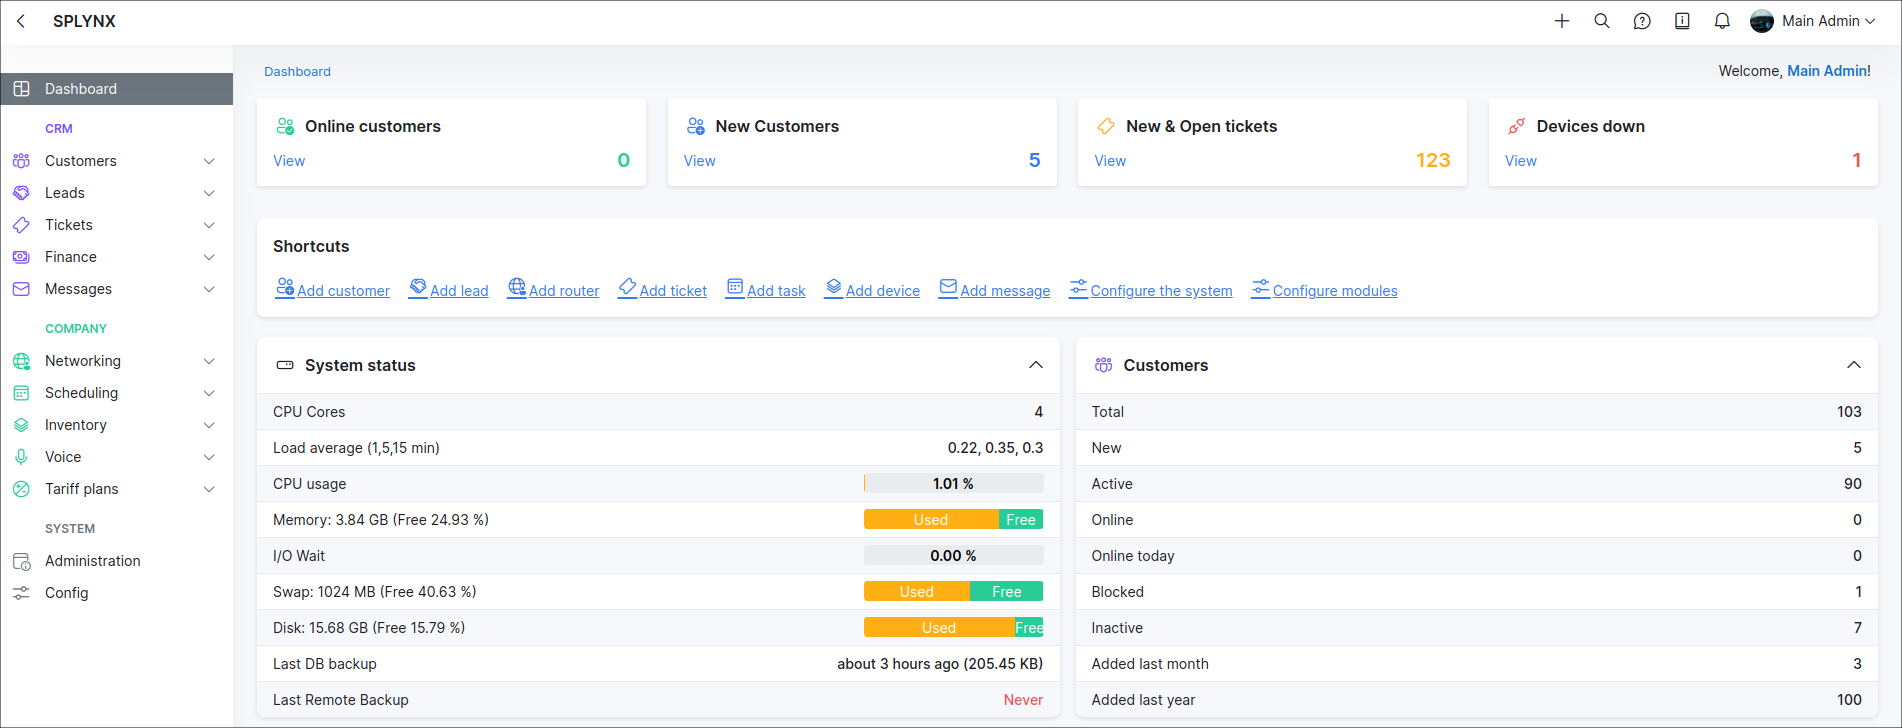 SPLYNX
Main Admin
Dashboard
CRM
Customers
Leads
Tickets
Finance
Messages
COMPANY
Networking
Scheduling
Inventory
Voice
Tariff plans
SYSTEM
Administration
Config
Dashboard
Welcome, Main Admin!
Online customers
View 0
New Customers
View 5
New & Open tickets
View 123
Devices down
View 1
Shortcuts
Add customer Add lead Add router Add ticket Add task Add device Add message Configure the system Configure modules
System status
CPU Cores 4
Load average (1,5,15 min) 0.22, 0.35, 0.3
CPU usage 1.01 %
Memory: 3.84 GB (Free 24.93 %) Used Free
I/O Wait 0.00 %
Swap: 1024 MB (Free 40.63 %) Used Free
Disk: 15.68 GB (Free 15.79 %) Used Free
Last DB backup about 3 hours ago (205.45 KB)
Last Remote Backup Never
Customers
Total 103
New 5
Active 90
Online 0
Online today 0
Blocked 1
Inactive 7
Added last month 3
Added last year 100